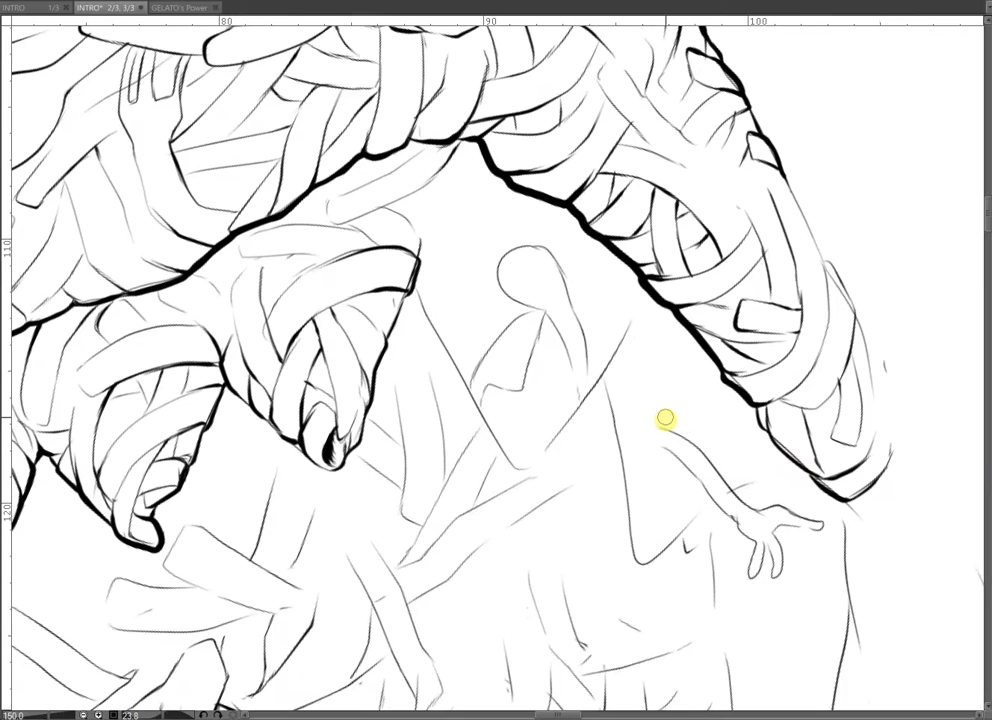 INTRO 1/3 INTRO* 2/3, 3/3 GELATO's Power
80 90 100
110
120
150.0 23.8